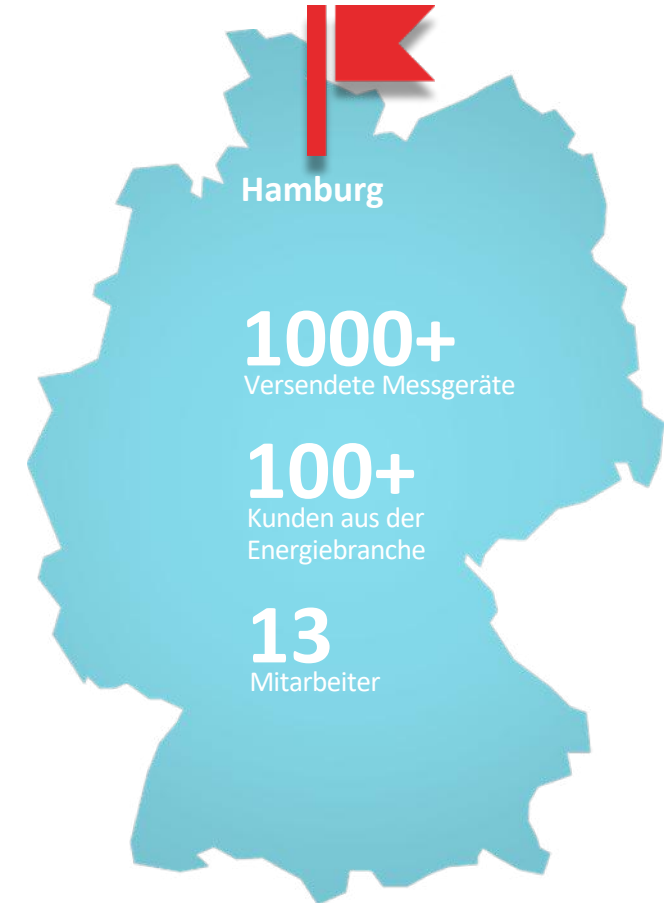 Hamburg
1000+
Versendete Messgeräte
100+
Kunden aus der
Energiebranche
13
Mitarbeiter